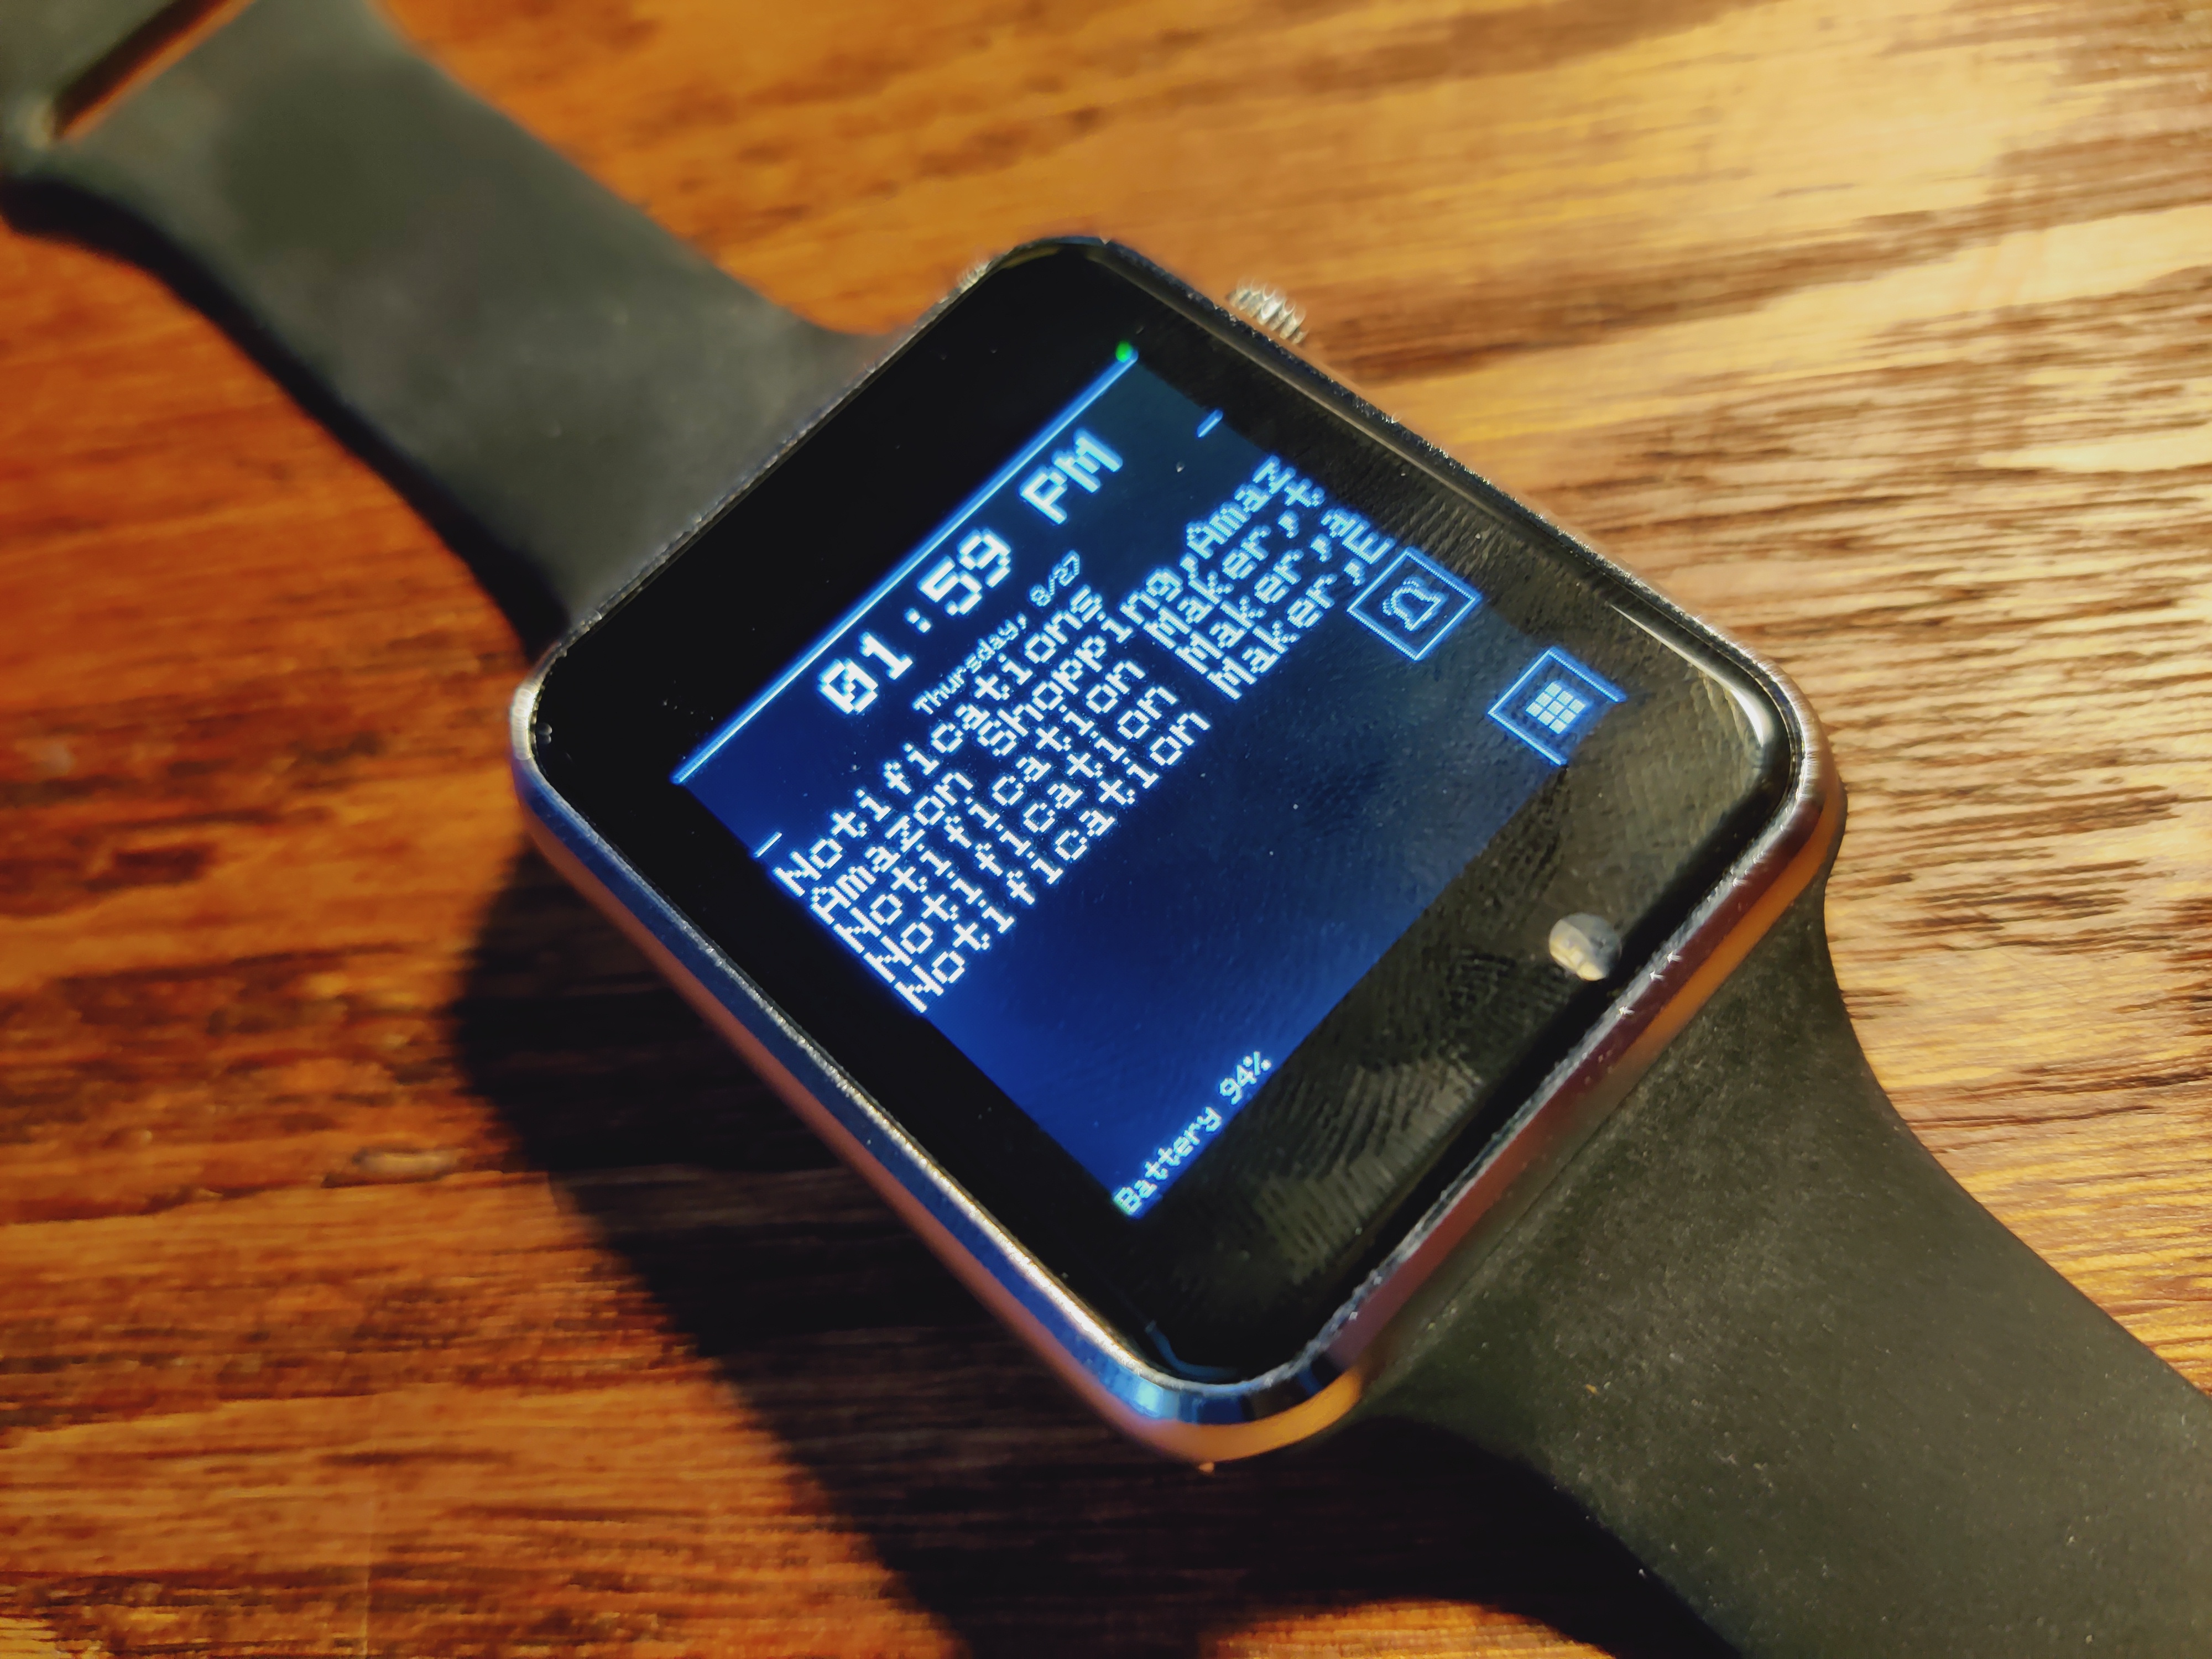 01:59 PM
Thursday, 8/27
Notifications
Amazon Shopping,Amaz
Notification Maker,t
Notification Maker,a
Notification Maker,E
Battery 94%